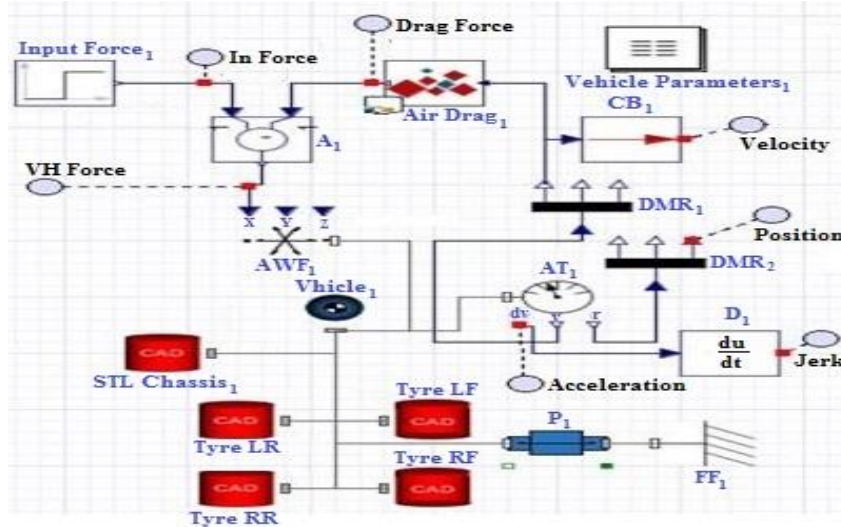 Drag Force
Input Force1
In Force
Vehicle Parameters1
Air Drag1
CB1
A1
Velocity
VH Force
DMR1
X Y Z
Position
AWF1
AT1
DMR2
Vhicle1
dv v r
D1
du
dt
CAD
STL Chassis1
Acceleration
Jerk
Tyre LF
CAD
CAD
P1
Tyre LR
Tyre RF
FF1
CAD
CAD
Tyre RR